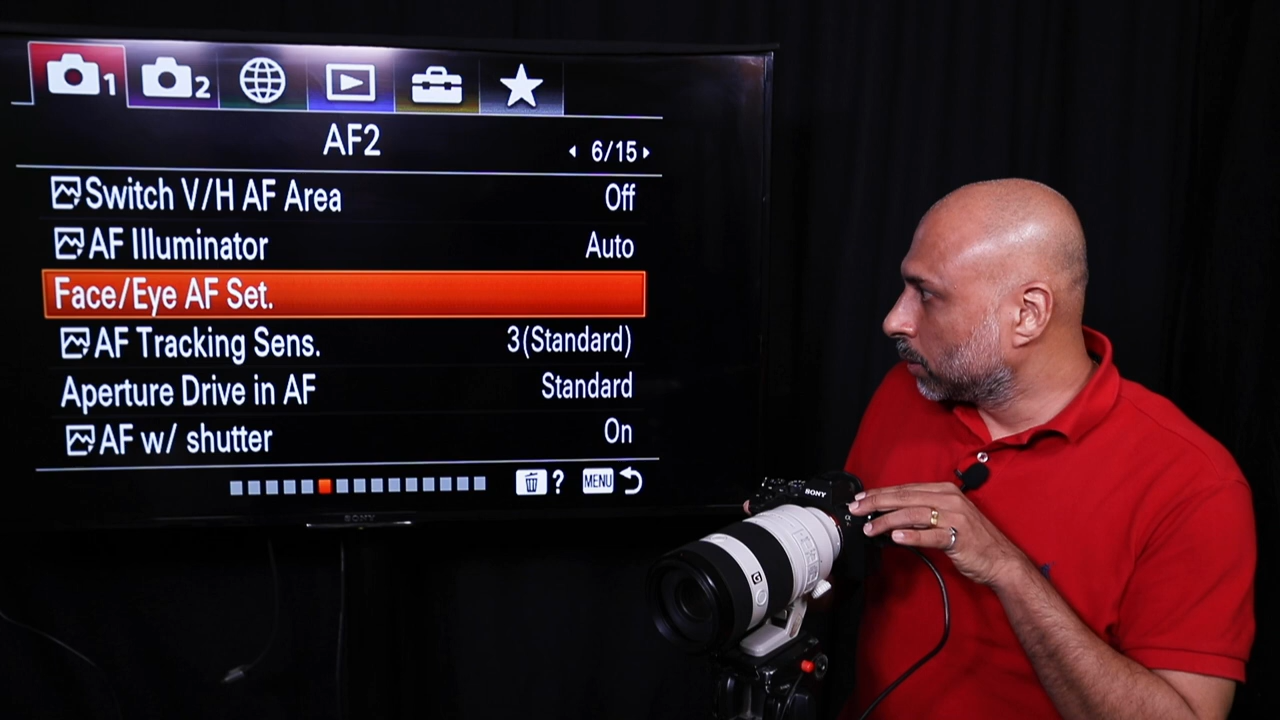 1 2
AF2
6/15
Switch V/H AF Area Off
AF Illuminator Auto
Face/Eye AF Set.
AF Tracking Sens. 3(Standard)
Aperture Drive in AF Standard
AF w/ shutter On
? MENU
SONY
SONY
α
G